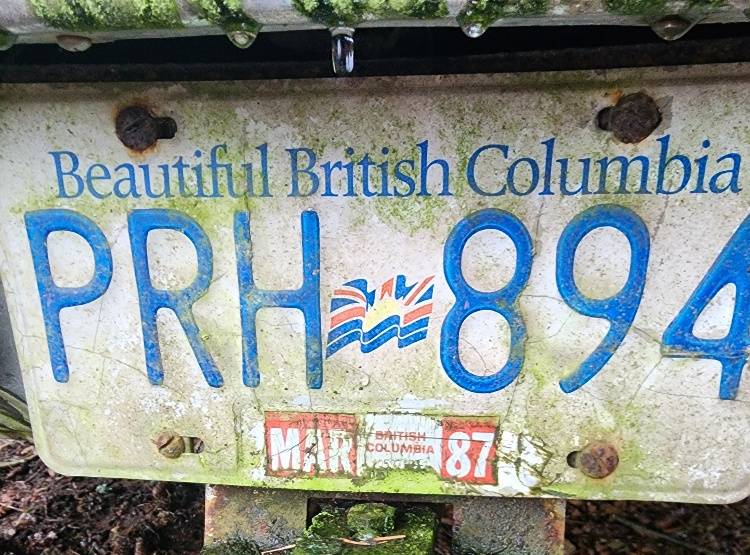 Beautiful British Columbia
PRH 894
MAR BRITISH COLUMBIA 87